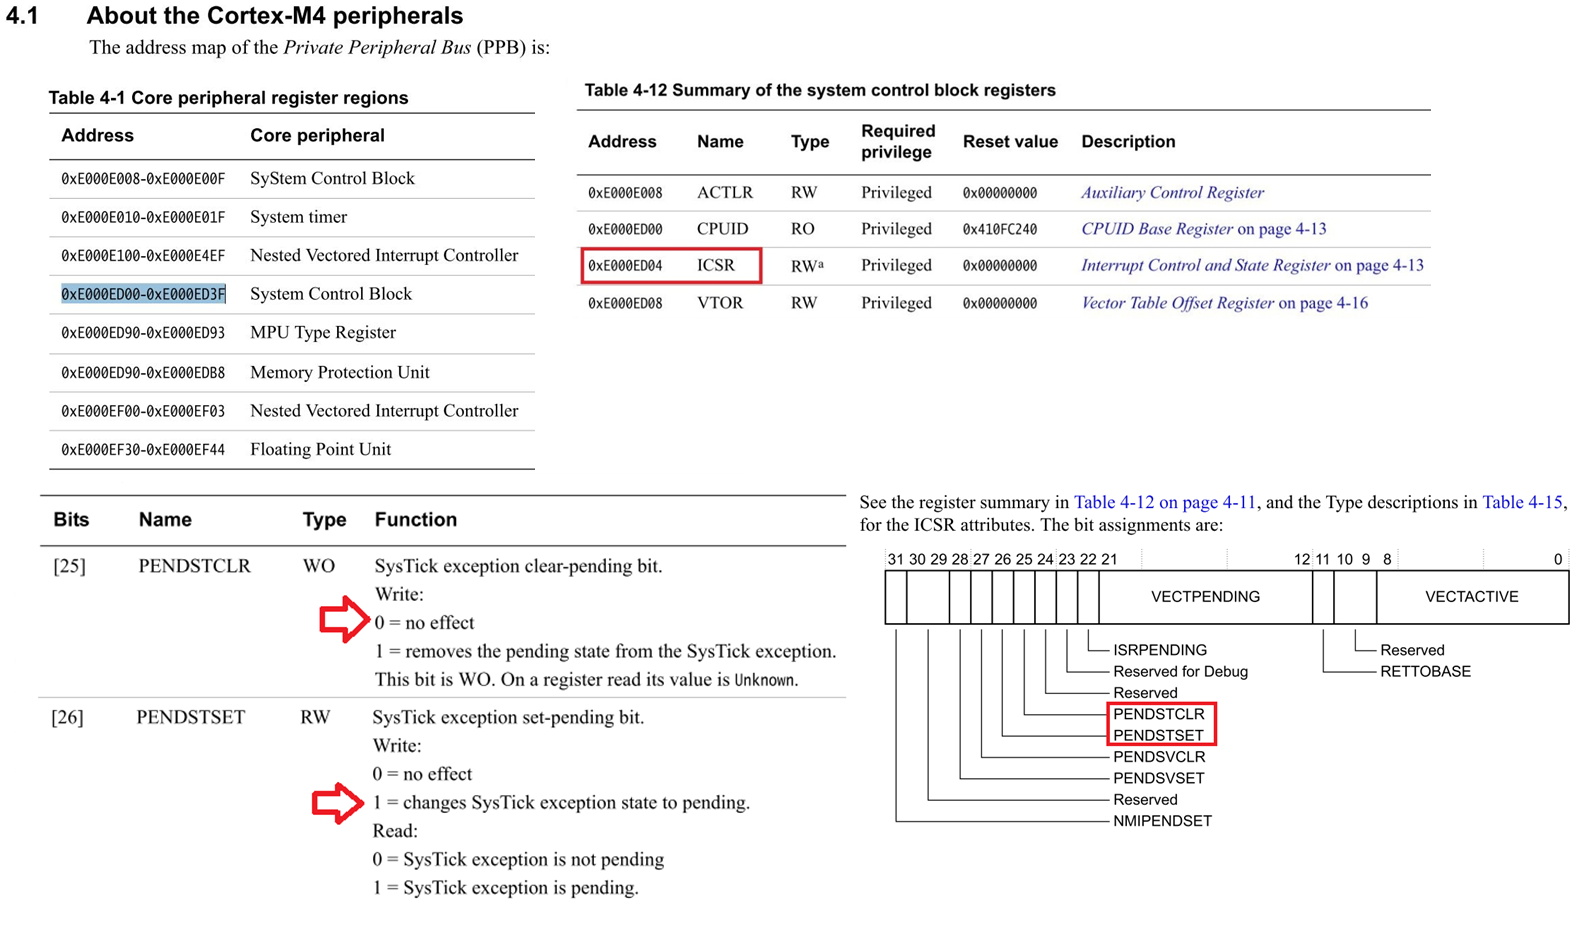 4.1 About the Cortex-M4 peripherals
The address map of the Private Peripheral Bus (PPB) is:
Table 4-1 Core peripheral register regions
Address Core peripheral
0xE000E008-0xE000E00F SyStem Control Block
0xE000E010-0xE000E01F System timer
0xE000E100-0xE000E4EF Nested Vectored Interrupt Controller
0xE000ED00-0xE000ED3F System Control Block
0xE000ED90-0xE000ED93 MPU Type Register
0xE000ED90-0xE000EDB8 Memory Protection Unit
0xE000EF00-0xE000EF03 Nested Vectored Interrupt Controller
0xE000EF30-0xE000EF44 Floating Point Unit
Table 4-12 Summary of the system control block registers
Address Name Type Required privilege Reset value Description
0xE000E008 ACTLR RW Privileged 0x00000000 Auxiliary Control Register
0xE000ED00 CPUID RO Privileged 0x410FC240 CPUID Base Register on page 4-13
0xE000ED04 ICSR RWa Privileged 0x00000000 Interrupt Control and State Register on page 4-13
0xE000ED08 VTOR RW Privileged 0x00000000 Vector Table Offset Register on page 4-16
Bits Name Type Function
[25] PENDSTCLR WO SysTick exception clear-pending bit.
Write:
0 = no effect
1 = removes the pending state from the SysTick exception.
This bit is WO. On a register read its value is Unknown.
[26] PENDSTSET RW SysTick exception set-pending bit.
Write:
0 = no effect
1 = changes SysTick exception state to pending.
Read:
0 = SysTick exception is not pending
1 = SysTick exception is pending.
See the register summary in Table 4-12 on page 4-11, and the Type descriptions in Table 4-15,
for the ICSR attributes. The bit assignments are:
31 30 29 28 27 26 25 24 23 22 21 12 11 10 9 8 0
VECTPENDING VECTACTIVE
ISRPENDING Reserved
Reserved for Debug RETTOBASE
Reserved
PENDSTCLR
PENDSTSET
PENDSVCLR
PENDSVSET
Reserved
NMIPENDSET